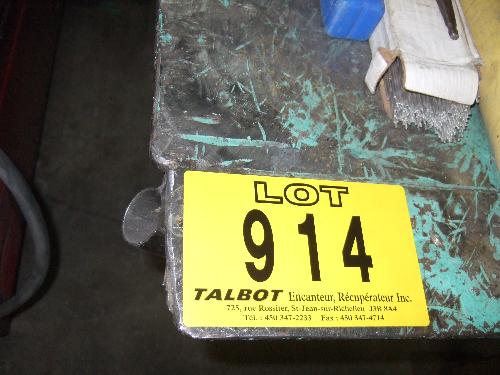 LOT
914
TALBOT Encanteur, Récupérateur Inc.
725, rue Rossiter, St-Jean-sur-Richelieu J3B 8A4
Tél. : 450 347-2233 Fax : 450 347-4714